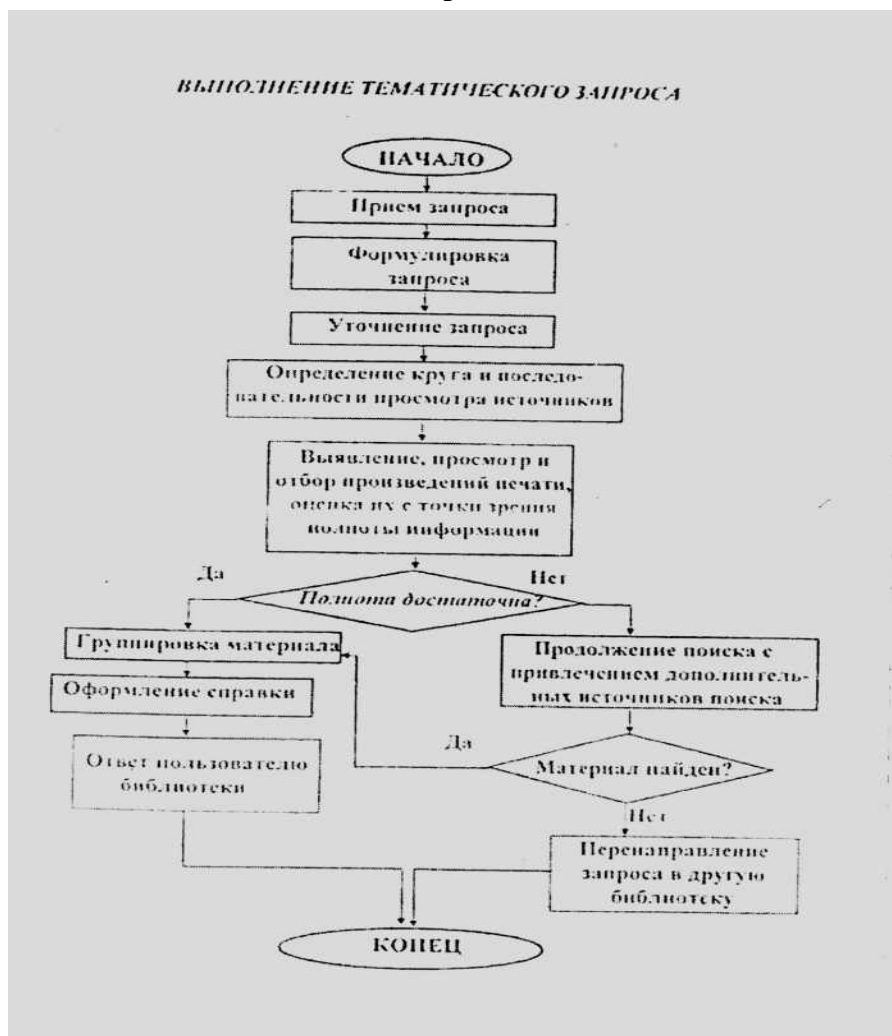 ВЫПОЛНЕНИЕ ТЕМАТИЧЕСКОГО ЗАПРОСА
НАЧАЛО
Прием запроса
Формулировка
запроса
Уточнение запроса
Определение круга и последо-
вательности просмотра источников
Выявление, просмотр и
отбор произведений печати,
оценка их с точки зрения
полноты информации
Да
Нет
Полнота достаточна?
Группировка материала
Продолжение поиска с
привлечением дополнитель-
ных источников поиска
Оформление справки
Да
Ответ пользователю
библиотеки
Материал найден?
Нет
Перенаправление
запроса в другую
библиотеку
КОНЕЦ